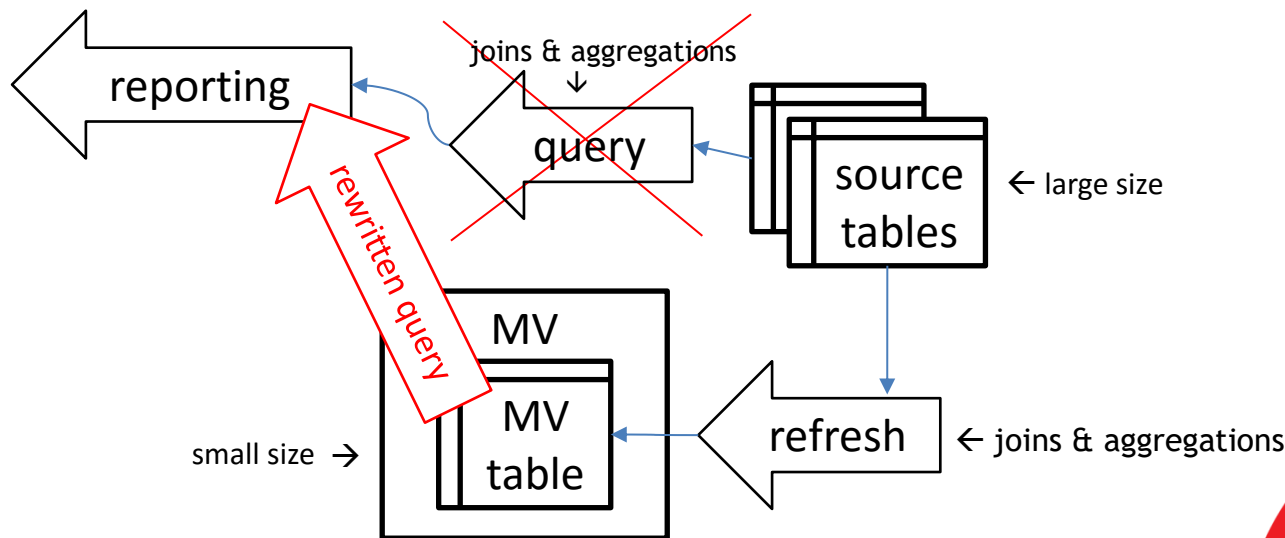 joins & aggregations
↓
reporting
query
source
tables
← large size
rewritten query
MV
MV
table
small size →
refresh
← joins & aggregations